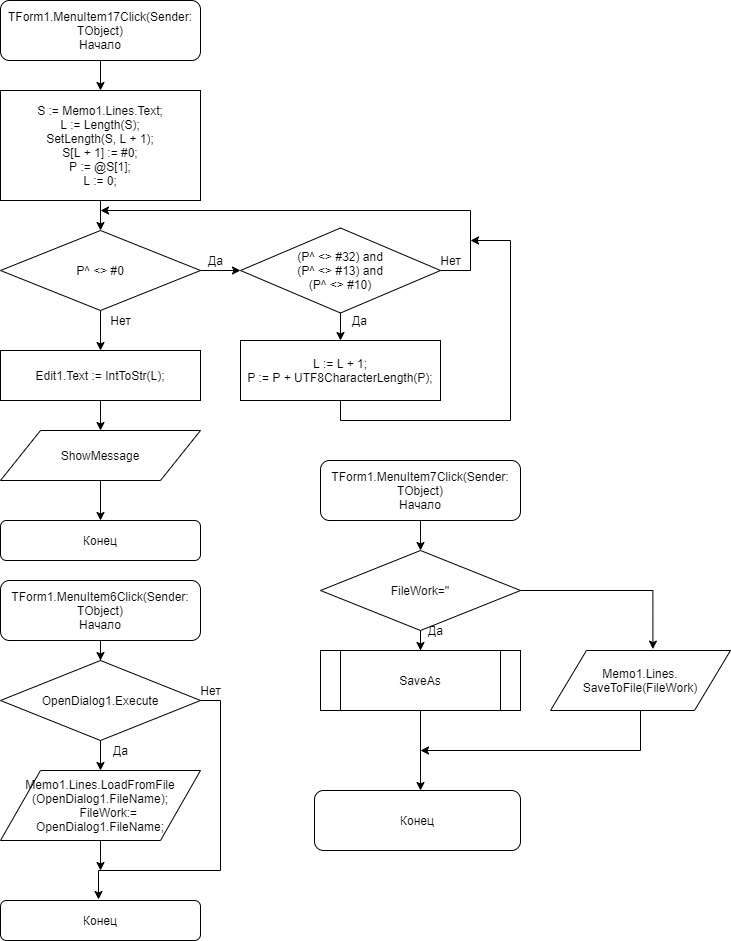 TForm1.MenuItem17Click(Sender:
TObject)
Начало
S := Memo1.Lines.Text;
L := Length(S);
SetLength(S, L + 1);
S[L + 1] := #0;
P := @S[1];
L := 0;
P^ <> #0
Да
(P^ <> #32) and
(P^ <> #13) and
(P^ <> #10)
Нет
Нет
Да
Edit1.Text := IntToStr(L);
L := L + 1;
P := P + UTF8CharacterLength(P);
ShowMessage
Конец
TForm1.MenuItem7Click(Sender:
TObject)
Начало
FileWork=''
Да
SaveAs
Memo1.Lines.
SaveToFile(FileWork)
Конец
TForm1.MenuItem6Click(Sender:
TObject)
Начало
OpenDialog1.Execute
Нет
Да
Memo1.Lines.LoadFromFile
(OpenDialog1.FileName);
FileWork:=
OpenDialog1.FileName;
Конец